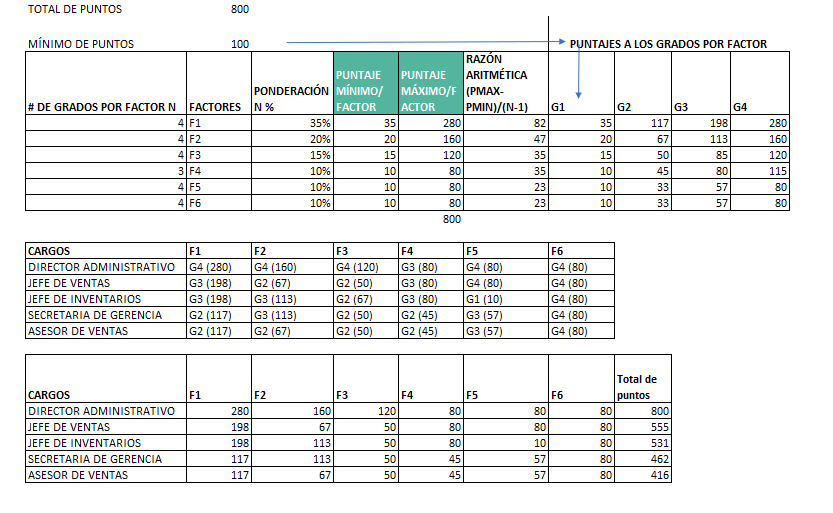 TOTAL DE PUNTOS 800
MÍNIMO DE PUNTOS 100 PUNTAJES A LOS GRADOS POR FACTOR
# DE GRADOS POR FACTOR N FACTORES PONDERACIÓN N % PUNTAJE MÍNIMO/ FACTOR PUNTAJE MÁXIMO/F ACTOR RAZÓN ARITMÉTICA (PMAX- PMIN)/(N-1) G1 G2 G3 G4
4 F1 35% 35 280 82 35 117 198 280
4 F2 20% 20 160 47 20 67 113 160
4 F3 15% 15 120 35 15 50 85 120
3 F4 10% 10 80 35 10 45 80 115
4 F5 10% 10 80 23 10 33 57 80
4 F6 10% 10 80 23 10 33 57 80
800
CARGOS F1 F2 F3 F4 F5 F6
DIRECTOR ADMINISTRATIVO G4 (280) G4 (160) G4 (120) G3 (80) G4 (80) G4 (80)
JEFE DE VENTAS G3 (198) G2 (67) G2 (50) G3 (80) G4 (80) G4 (80)
JEFE DE INVENTARIOS G3 (198) G3 (113) G2 (67) G3 (80) G1 (10) G4 (80)
SECRETARIA DE GERENCIA G2 (117) G3 (113) G2 (50) G2 (45) G3 (57) G4 (80)
ASESOR DE VENTAS G2 (117) G2 (67) G2 (50) G2 (45) G3 (57) G4 (80)
CARGOS F1 F2 F3 F4 F5 F6 Total de puntos
DIRECTOR ADMINISTRATIVO 280 160 120 80 80 80 800
JEFE DE VENTAS 198 67 50 80 80 80 555
JEFE DE INVENTARIOS 198 113 50 80 10 80 531
SECRETARIA DE GERENCIA 117 113 50 45 57 80 462
ASESOR DE VENTAS 117 67 50 45 57 80 416